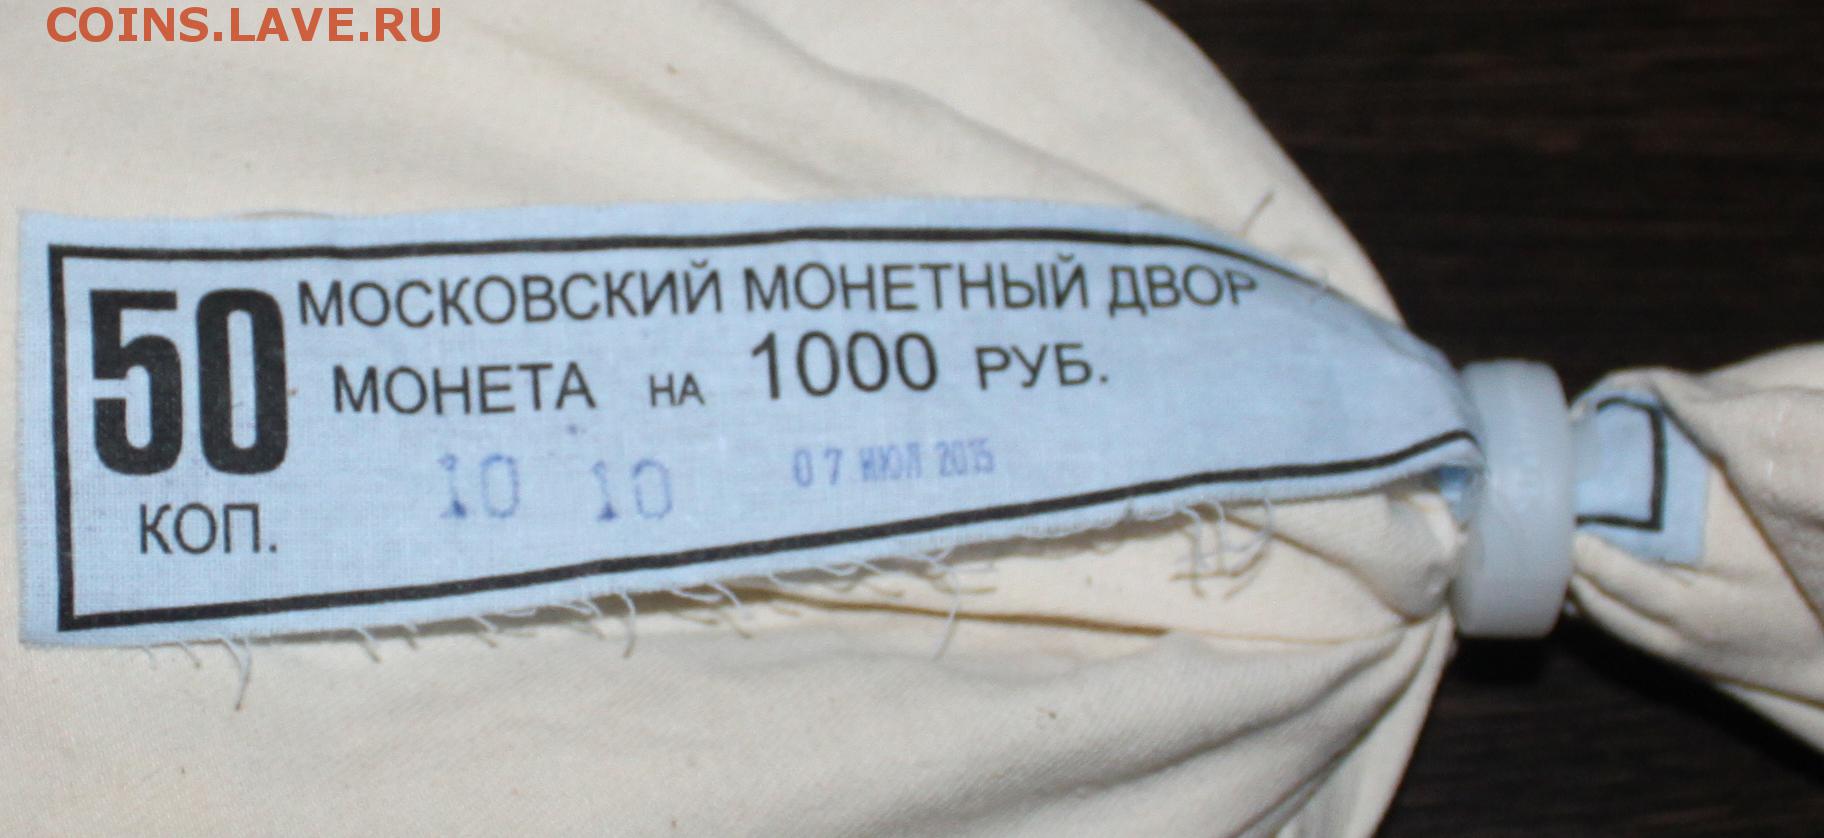 COINS.LAVE.RU
50 МОСКОВСКИЙ МОНЕТНЫЙ ДВОР
МОНЕТА НА 1000 РУБ.
КОП. 10 10 07 ИЮЛ 2015